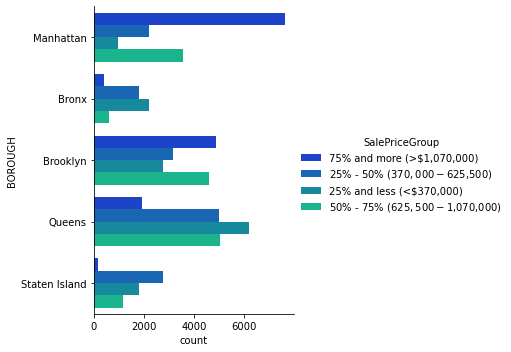 BOROUGH
Manhattan
Bronx
Brooklyn
Queens
Staten Island
0 2000 4000 6000
count
SalePriceGroup
75% and more (>$1,070,000)
25% - 50% (370,000 − 625,500)
25% and less (<$370,000)
50% - 75% (625, 500 − 1,070,000)